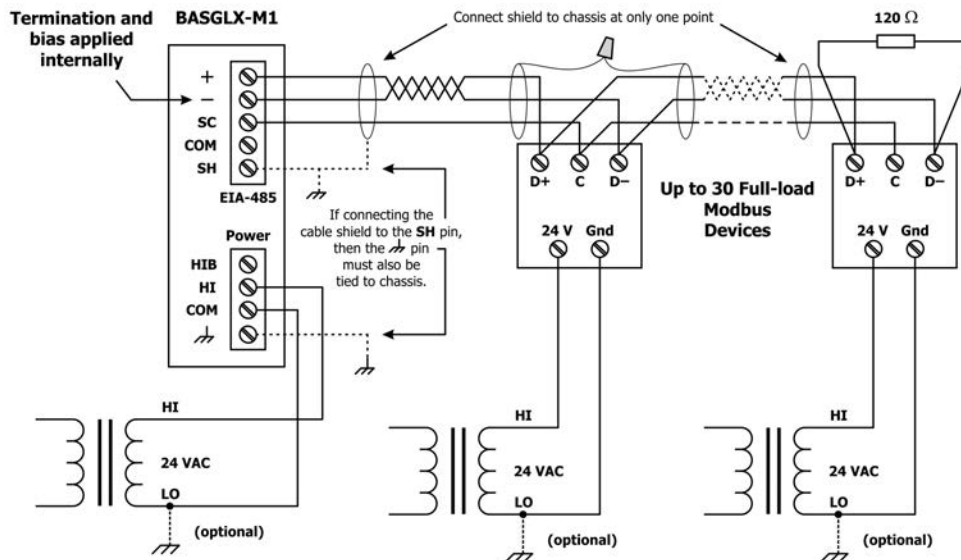 Termination and
bias applied
internally
BASGLX-M1
Connect shield to chassis at only one point
120 Ω
+
−
SC
COM
SH
EIA-485
D+
C
D−
Up to 30 Full-load
Modbus
Devices
D+
C
D−
If connecting the
cable shield to the SH pin,
then the pin
must also be
tied to chassis.
Power
HIB
HI
COM
24 V
Gnd
24 V
Gnd
HI
24 VAC
LO
(optional)
HI
24 VAC
LO
(optional)
HI
24 VAC
LO
(optional)